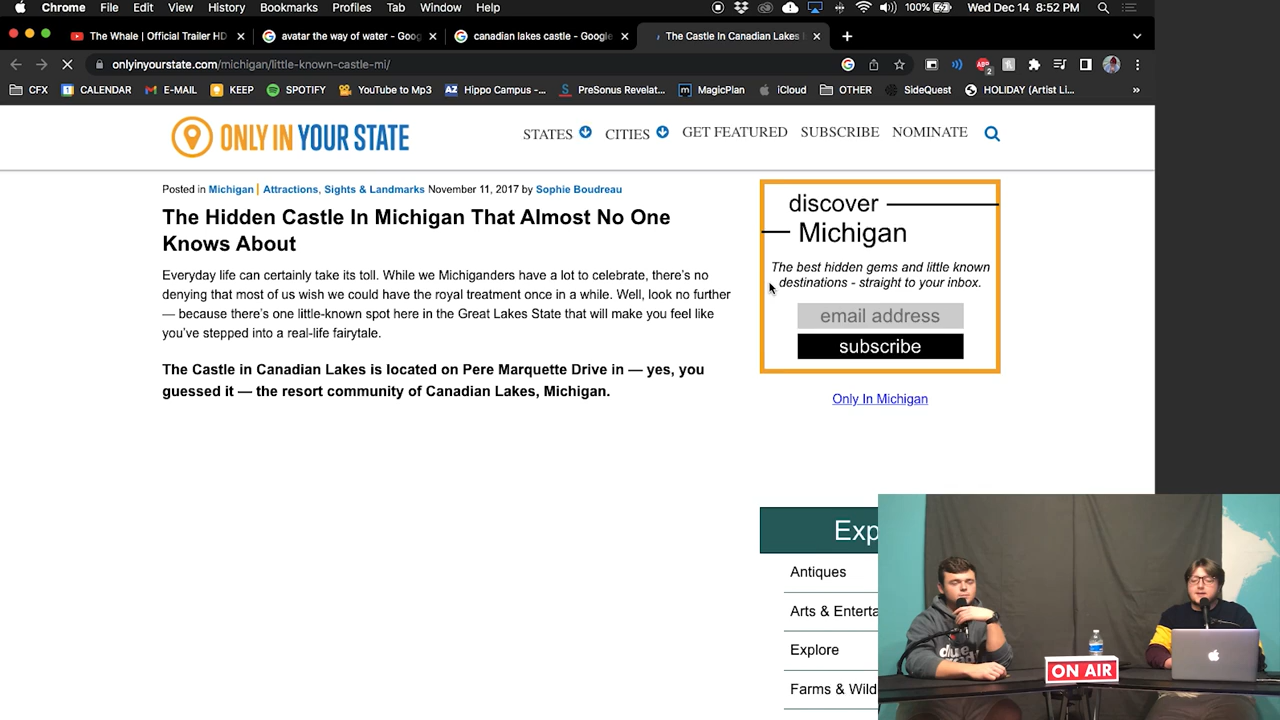 Chrome File Edit View History Bookmarks Profiles Tab Window Help 100% Wed Dec 14 8:52 PM
The Whale | Official Trailer HD
avatar the way of water - Goog
canadian lakes castle - Google
The Castle In Canadian Lakes
onlyinyourstate.com/michigan/little-known-castle-mi/
CFX CALENDAR E-MAIL KEEP SPOTIFY YouTube to Mp3 Hippo Campus -... PreSonus Revelat... MagicPlan iCloud OTHER SideQuest HOLIDAY (Artist Li...
ONLY IN YOUR STATE
STATES CITIES GET FEATURED SUBSCRIBE NOMINATE
Posted in Michigan | Attractions, Sights & Landmarks November 11, 2017 by Sophie Boudreau
The Hidden Castle In Michigan That Almost No One
Knows About
Everyday life can certainly take its toll. While we Michiganders have a lot to celebrate, there's no
denying that most of us wish we could have the royal treatment once in a while. Well, look no further
— because there's one little-known spot here in the Great Lakes State that will make you feel like
you've stepped into a real-life fairytale.
The Castle in Canadian Lakes is located on Pere Marquette Drive in — yes, you
guessed it — the resort community of Canadian Lakes, Michigan.
discover
Michigan
The best hidden gems and little known
destinations - straight to your inbox.
email address
subscribe
Only In Michigan
Exp
Antiques
Arts & Enterta
Explore
Farms & Wild
ON AIR